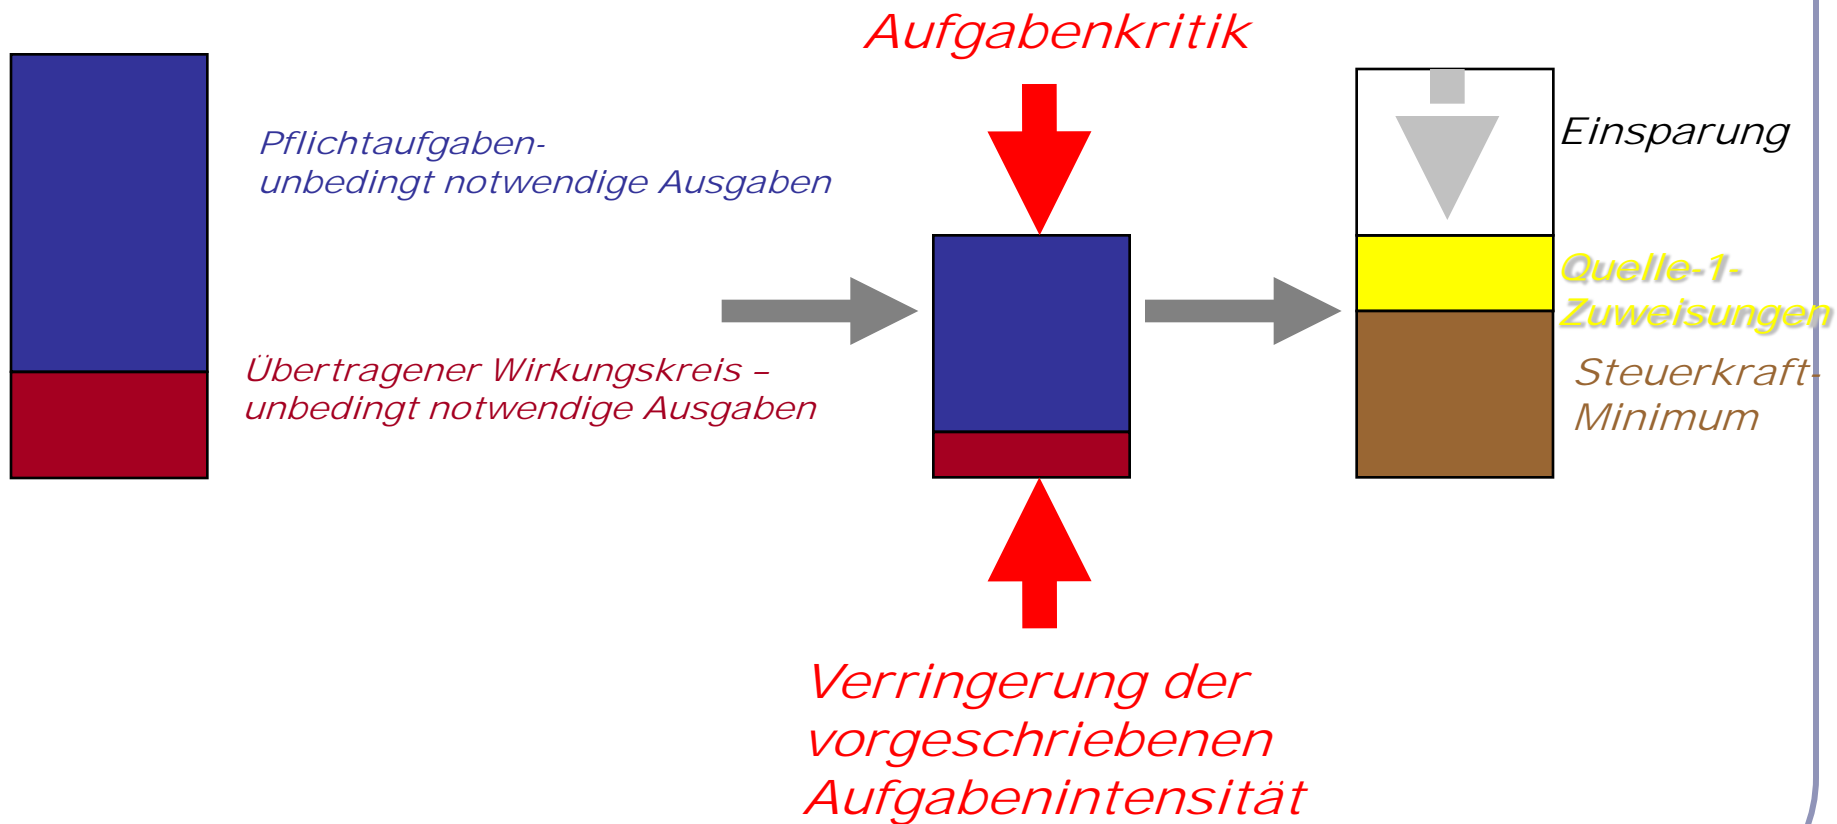 Aufgabenkritik
Pflichtaufgaben-
unbedingt notwendige Ausgaben
Einsparung
Quelle-1-
Zuweisungen
Übertragener Wirkungskreis –
unbedingt notwendige Ausgaben
Steuerkraft-
Minimum
Verringerung der
vorgeschriebenen
Aufgabenintensität